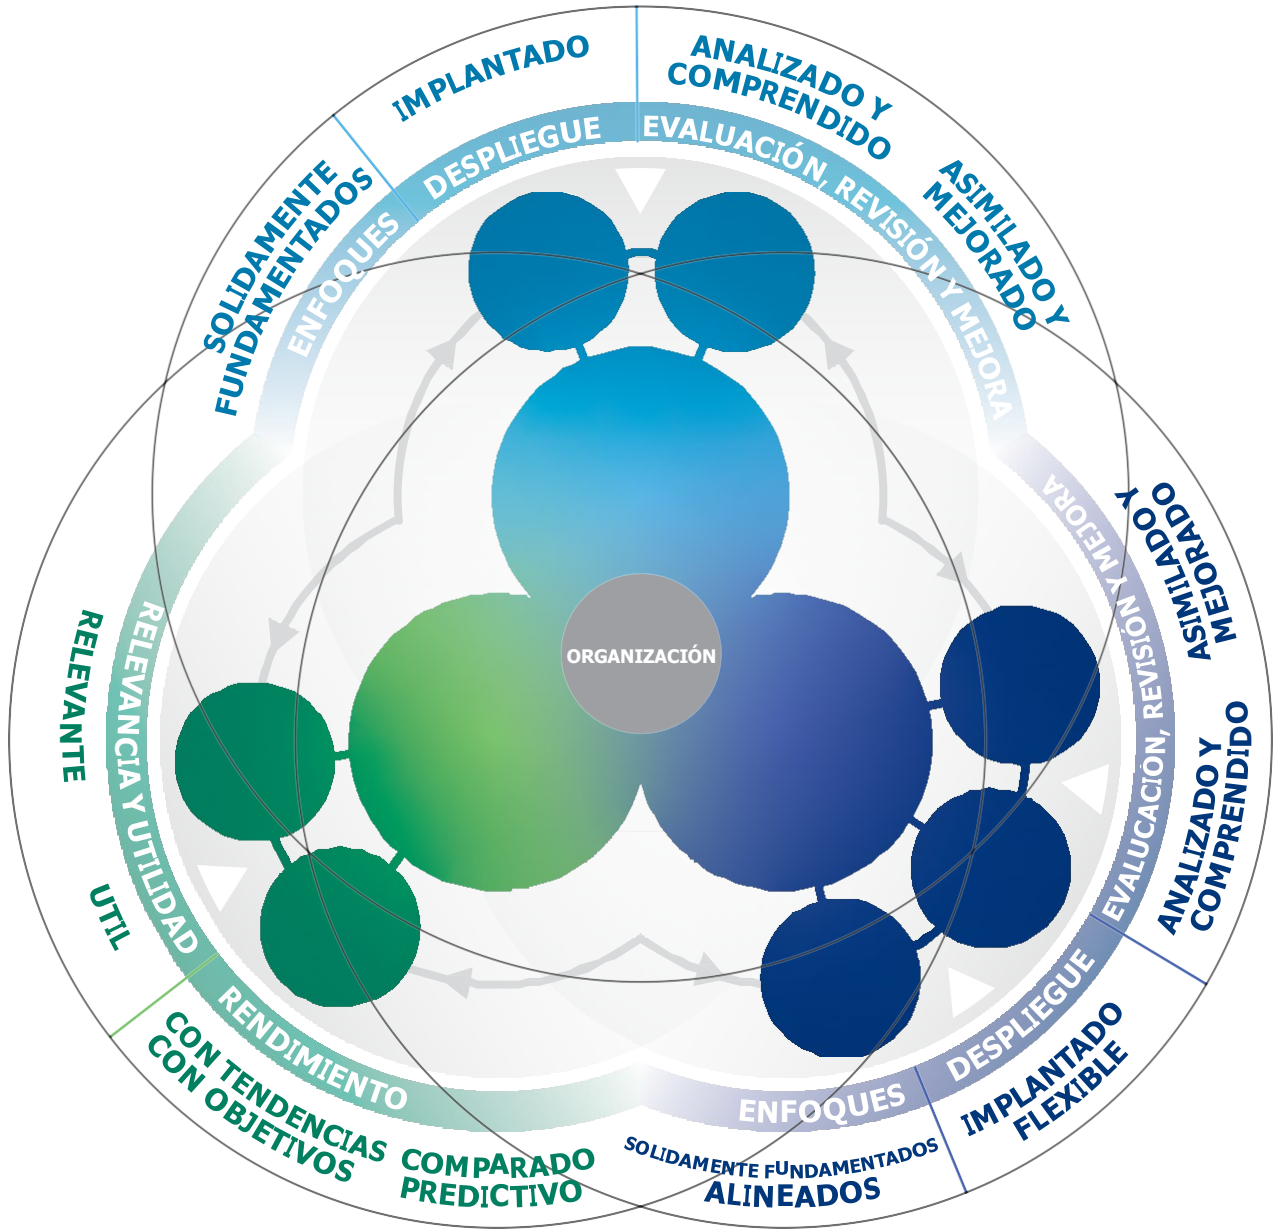 IMPLANTADO
ANALIZADO Y
COMPRENDIDO
DESPLIEGUE
EVALUACIÓN, REVISIÓN Y MEJORA
ASIMILADO Y
MEJORADO
SOLIDAMENTE
FUNDAMENTADOS
ENFOQUES
ORGANIZACIÓN
ASIMILADO Y
MEJORADO
EVALUCACIÓN, REVISIÓN Y MEJORA
ANALIZADO Y
COMPRENDIDO
DESPLIEGUE
IMPLANTADO
FLEXIBLE
ENFOQUES
SOLIDAMENTE FUNDAMENTADOS
ALINEADOS
RELEVANTE
RELEVANCIA Y UTILIDAD
UTIL
RENDIMIENTO
CON TENDENCIAS
CON OBJETIVOS
COMPARADO
PREDICTIVO